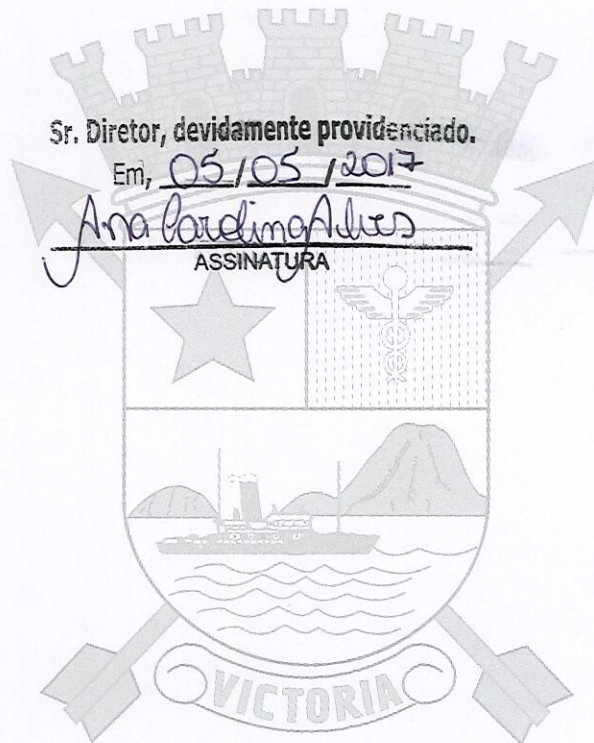 Sr. Diretor, devidamente providenciado.
Em, 05/05/2017
Ana Carolina Alves
ASSINATURA
VICTORIA